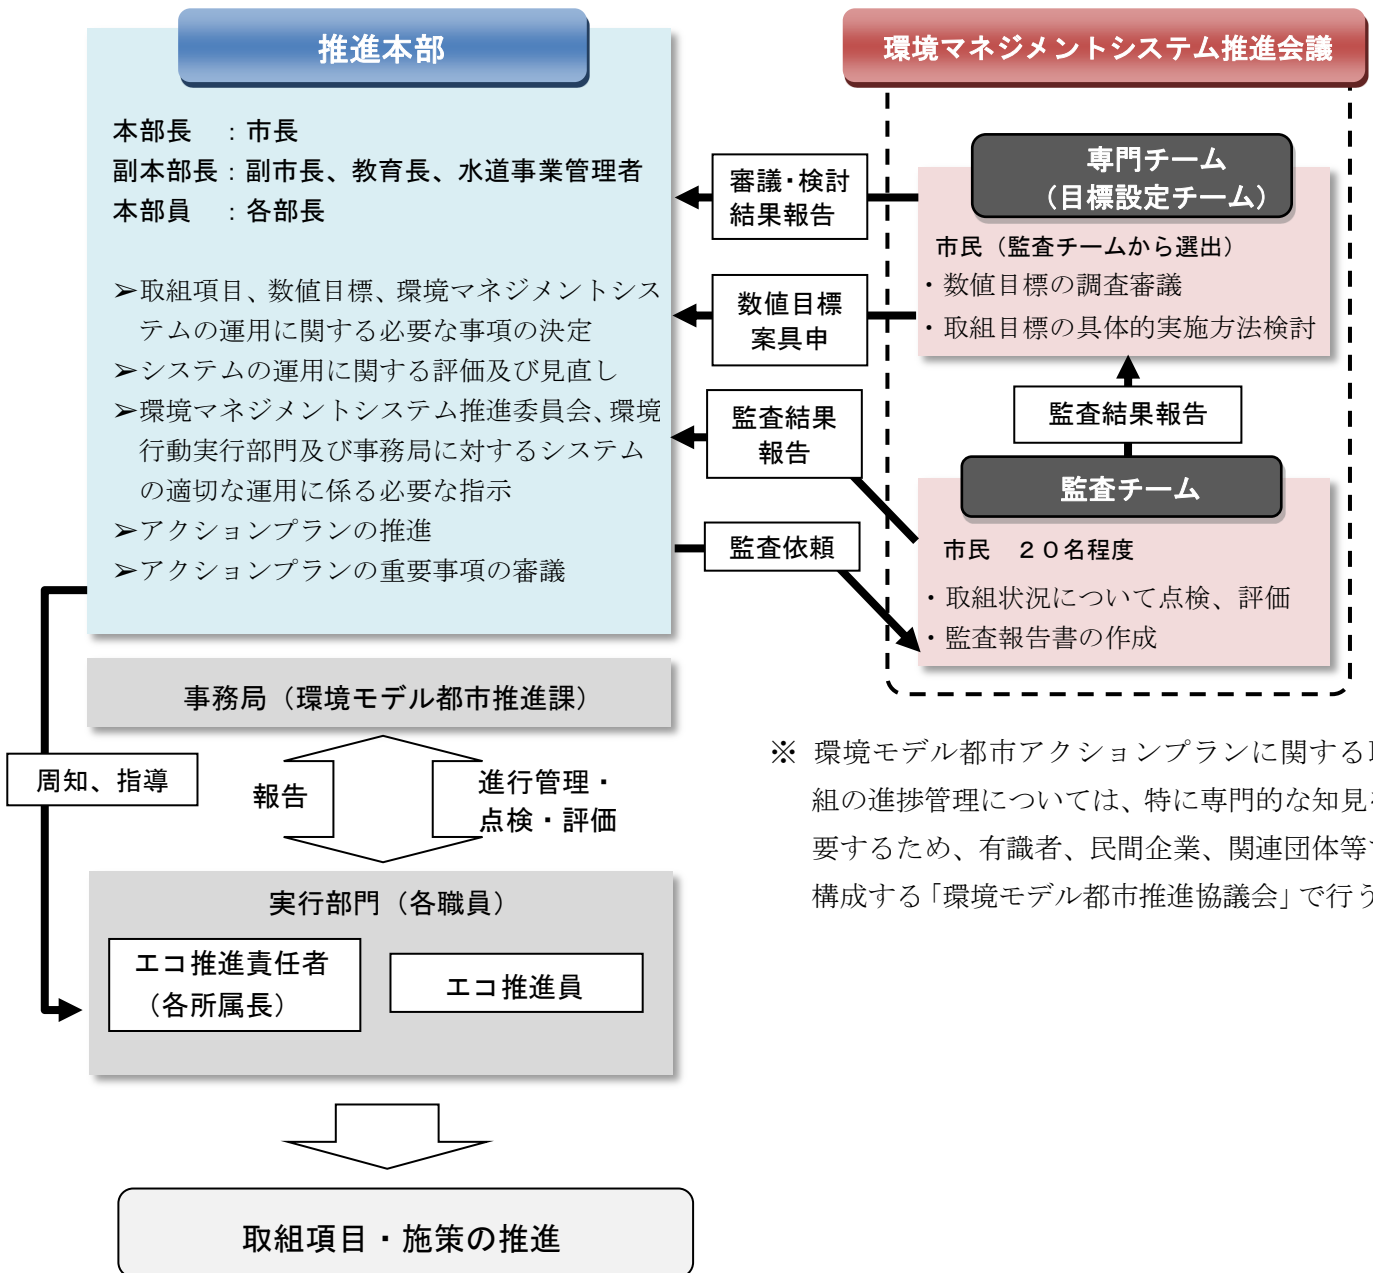 推進本部
本部長　：市長
副本部長：副市長、教育長、水道事業管理者
本部員　：各部長
➢取組項目、数値目標、環境マネジメントシス
テムの運用に関する必要な事項の決定
➢システムの運用に関する評価及び見直し
➢環境マネジメントシステム推進委員会、環境
行動実行部門及び事務局に対するシステム
の適切な運用に係る必要な指示
➢アクションプランの推進
➢アクションプランの重要事項の審議
審議・検討
結果報告
数値目標
案具申
監査結果
報告
監査依頼
環境マネジメントシステム推進会議
専門チーム
（目標設定チーム）
市民（監査チームから選出）
・数値目標の調査審議
・取組目標の具体的実施方法検討
監査結果報告
監査チーム
市民　２０名程度
・取組状況について点検、評価
・監査報告書の作成
事務局（環境モデル都市推進課）
周知、指導
報告
進行管理・
点検・評価
実行部門（各職員）
エコ推進責任者
（各所属長）
エコ推進員
取組項目・施策の推進
※ 環境モデル都市アクションプランに関する
組の進捗管理については、特に専門的な知見
要するため、有識者、民間企業、関連団体等
構成する「環境モデル都市推進協議会」で行う